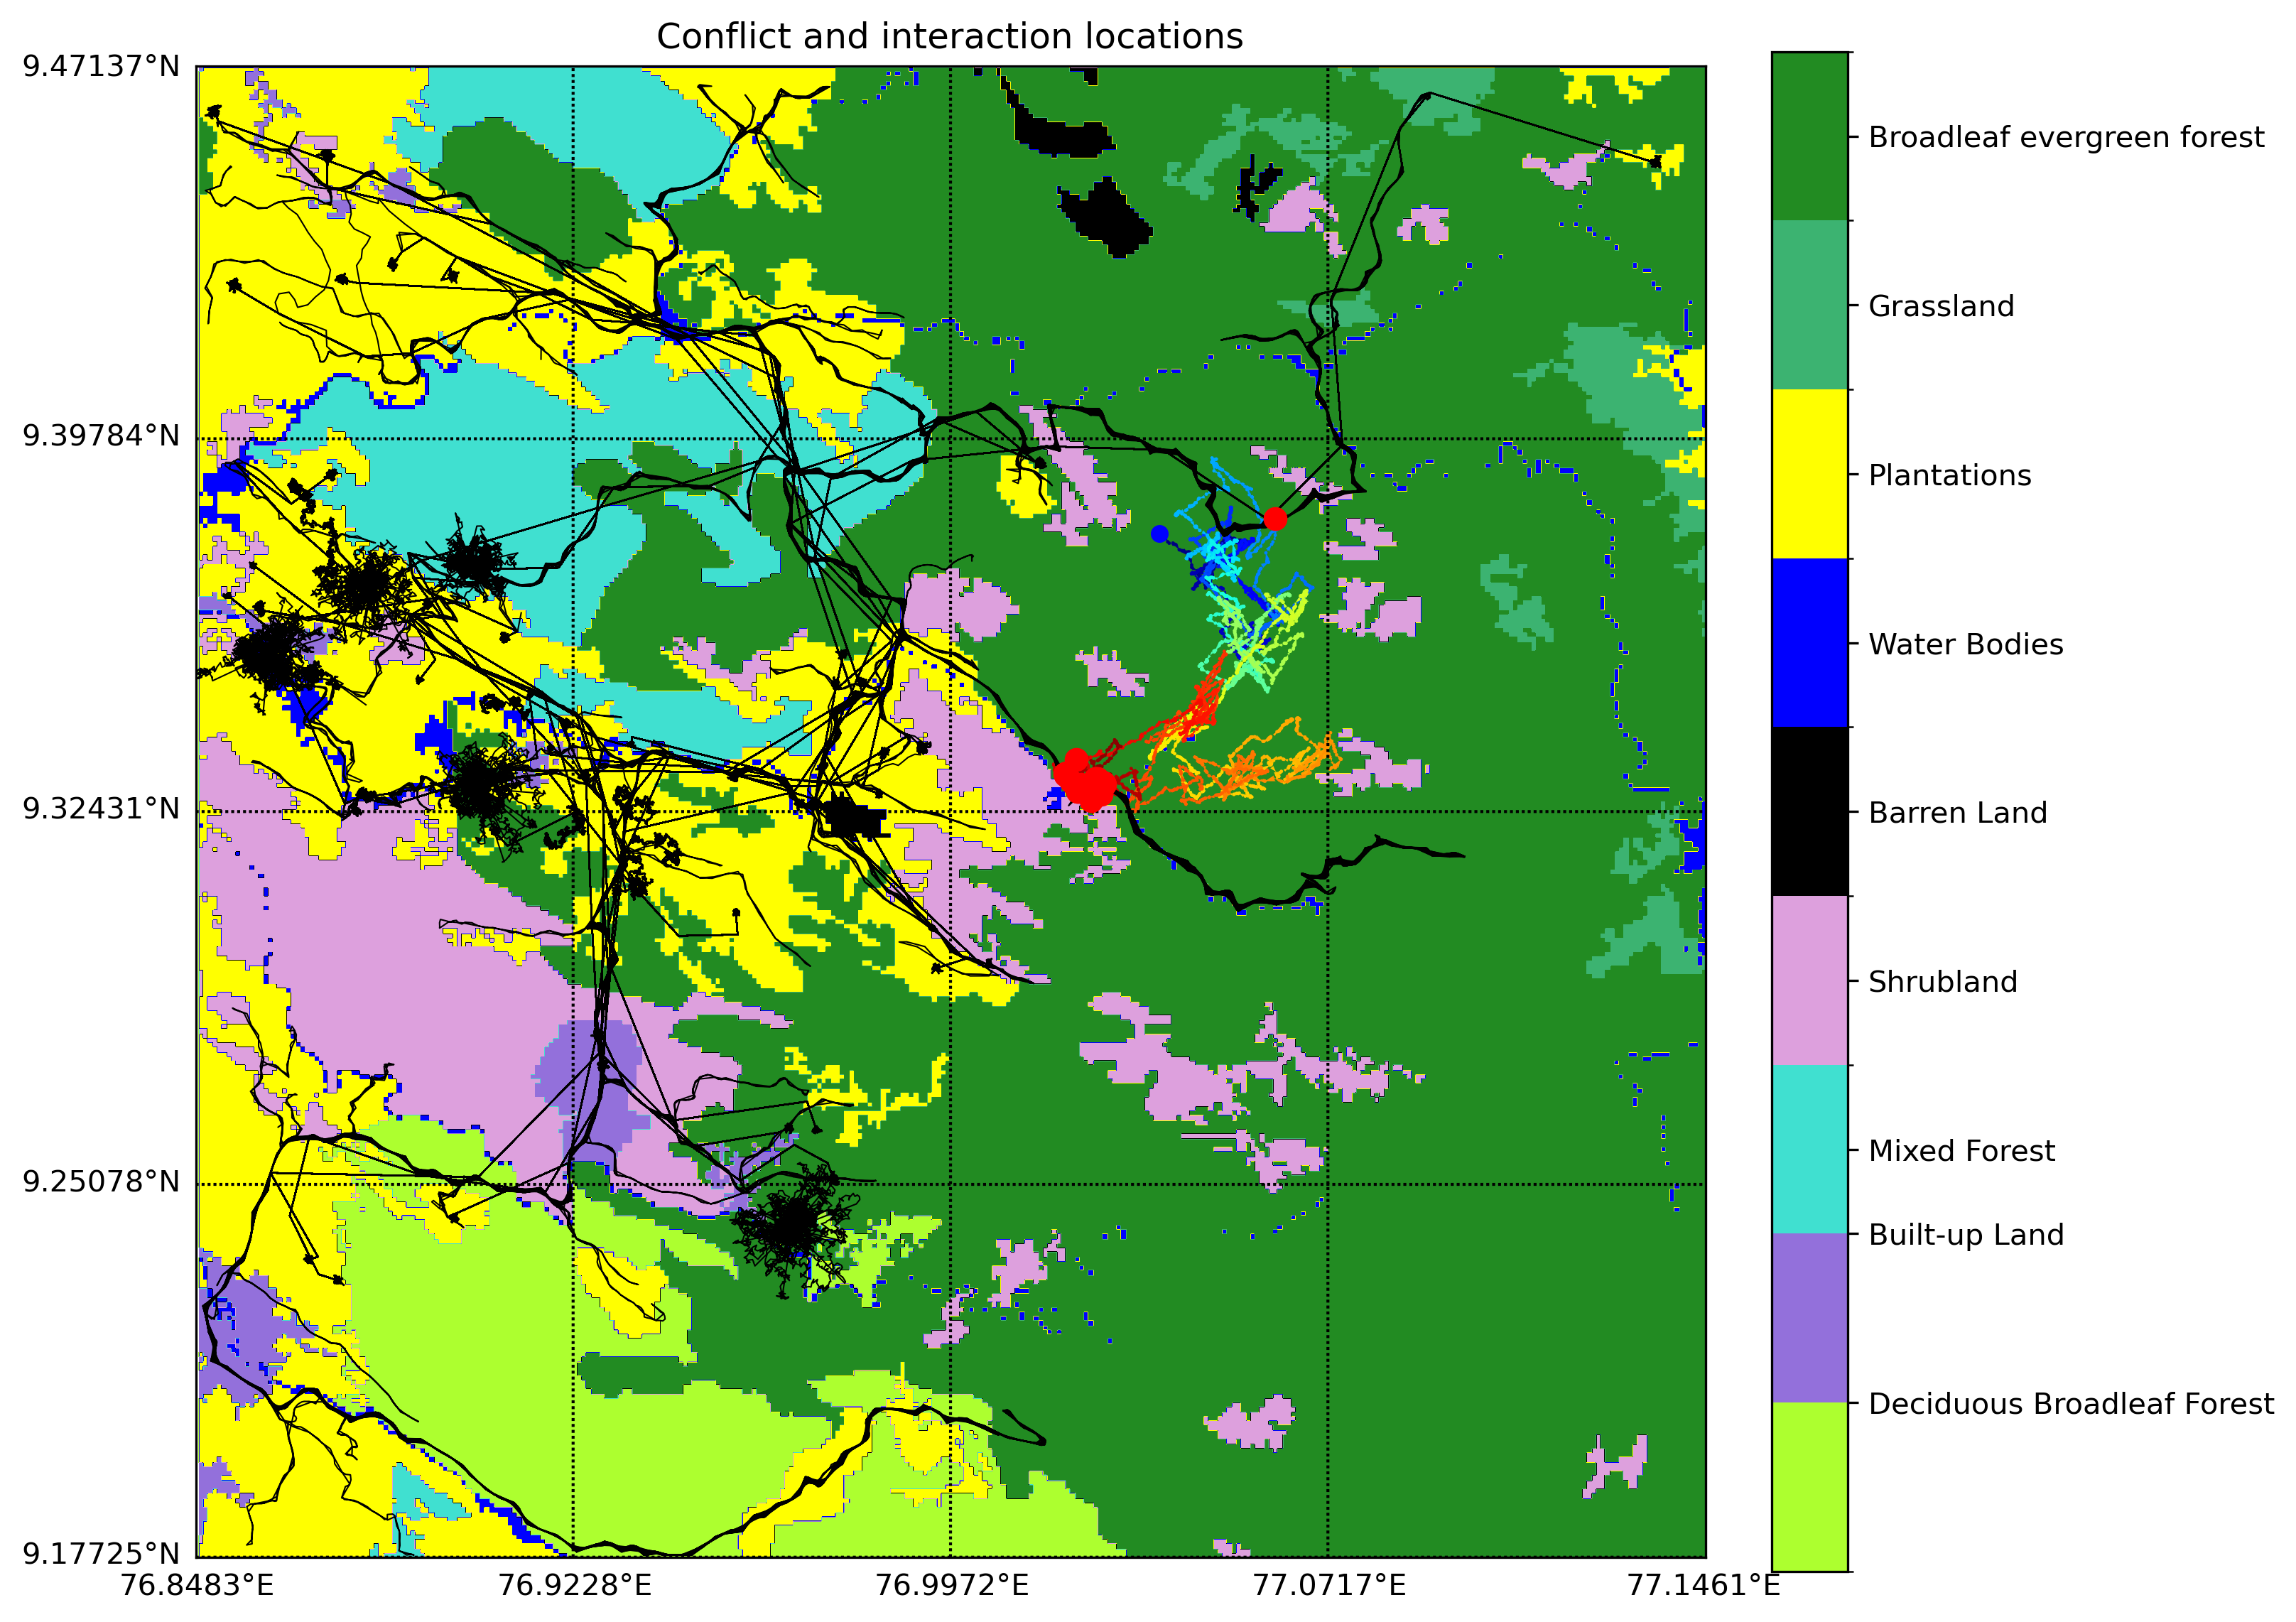 Conflict and interaction locations
9.47137°N
9.39784°N
9.32431°N
9.25078°N
9.17725°N
76.8483°E
76.9228°E
76.9972°E
77.0717°E
77.1461°E
Broadleaf evergreen forest
Grassland
Plantations
Water Bodies
Barren Land
Shrubland
Mixed Forest
Built-up Land
Deciduous Broadleaf Forest